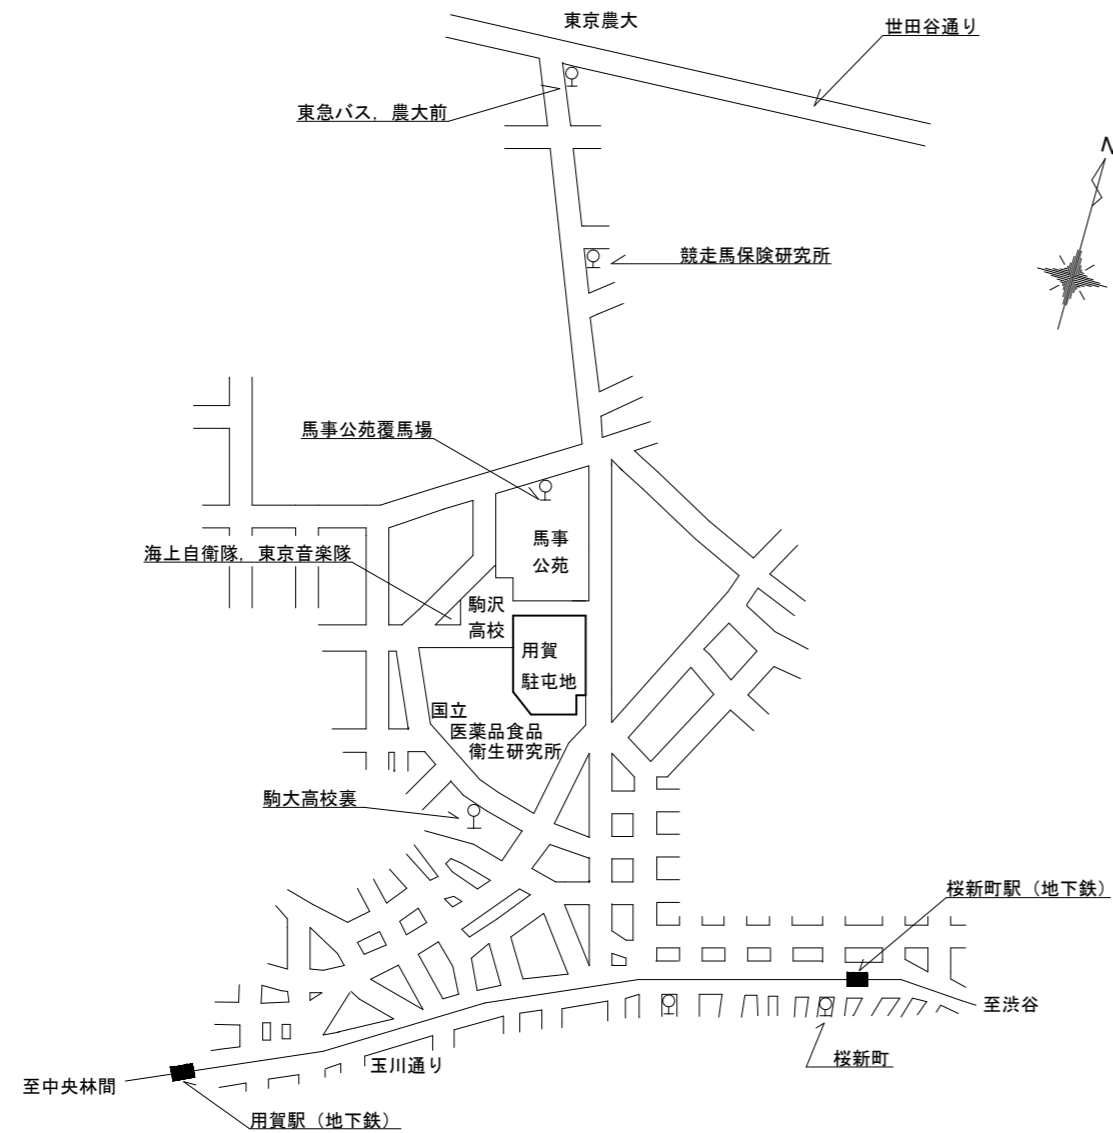 東京農大
世田谷通り
東急バス，農大前
N
競走馬保険研究所
馬事公苑覆馬場
馬事
公苑
海上自衛隊，東京音楽隊
駒沢
高校
用賀
駐屯地
国立
医薬品食品
衛生研究所
駒大高校裏
桜新町駅（地下鉄）
至渋谷
桜新町
玉川通り
至中央林間
用賀駅（地下鉄）